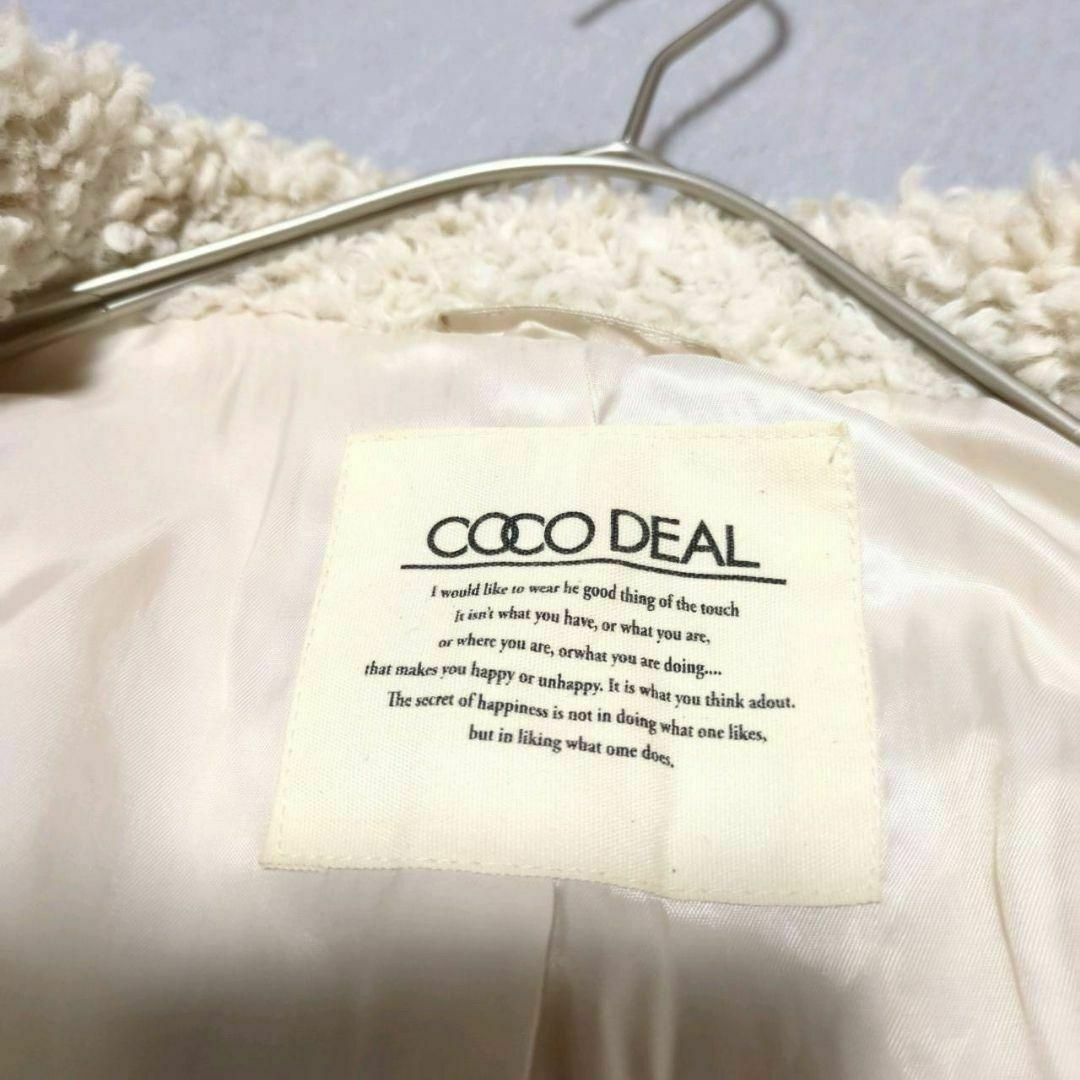 COCO DEAL
I would like to wear he good thing of the touch
It isn't what you have, or what you are,
or where you are, orwhat you are doing....
that makes you happy or unhappy. It is what you think adout.
The secret of happiness is not in doing what one likes,
but in liking what ome does.